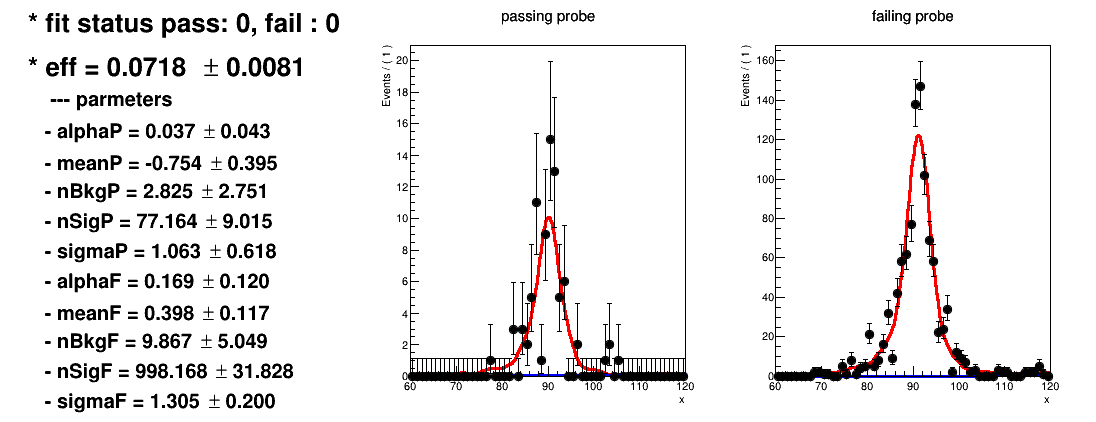 * fit status pass: 0, fail : 0
* eff = 0.0718 ± 0.0081
--- parmeters
- alphaP = 0.037 ± 0.043
- meanP = -0.754 ± 0.395
- nBkgP = 2.825 ± 2.751
- nSigP = 77.164 ± 9.015
- sigmaP = 1.063 ± 0.618
- alphaF = 0.169 ± 0.120
- meanF = 0.398 ± 0.117
- nBkgF = 9.867 ± 5.049
- nSigF = 998.168 ± 31.828
- sigmaF = 1.305 ± 0.200
passing probe
Events / ( 1 )
20
18
16
14
12
10
8
6
4
2
0
60 70 80 90 100 110 120
x
failing probe
Events / ( 1 )
160
140
120
100
80
60
40
20
0
60 70 80 90 100 110 120
x